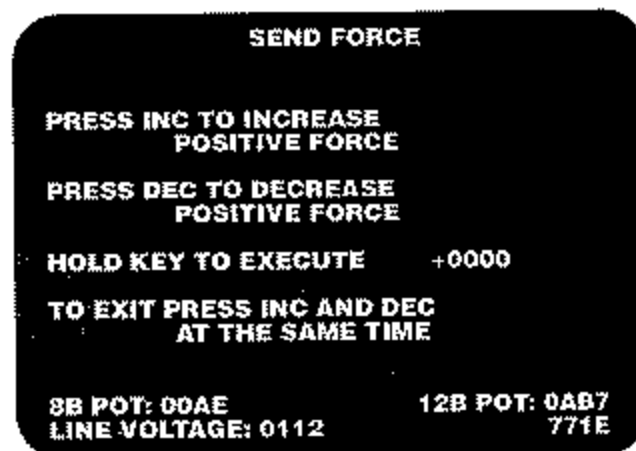 SEND FORCE
PRESS INC TO INCREASE
POSITIVE FORCE
PRESS DEC TO DECREASE
POSITIVE FORCE
HOLD KEY TO EXECUTE +0000
TO EXIT PRESS INC AND DEC
AT THE SAME TIME
8B POT: 00AE 12B POT: 0AB7
LINE VOLTAGE: 0112 771E